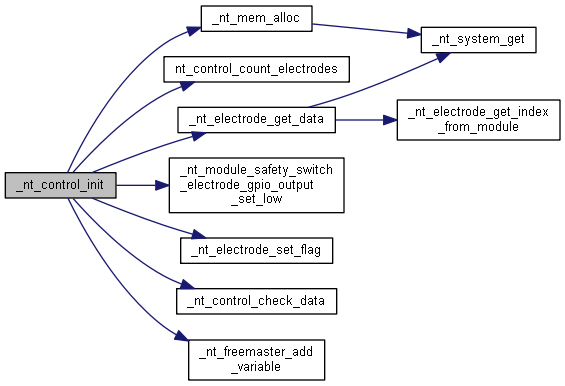 _nt_mem_alloc
_nt_system_get
nt_control_count_electrodes
_nt_electrode_get_data
_nt_electrode_get_index
_from_module
_nt_control_init
_nt_module_safety_switch
_electrode_gpio_output
_set_low
_nt_electrode_set_flag
_nt_control_check_data
_nt_freemaster_add
_variable